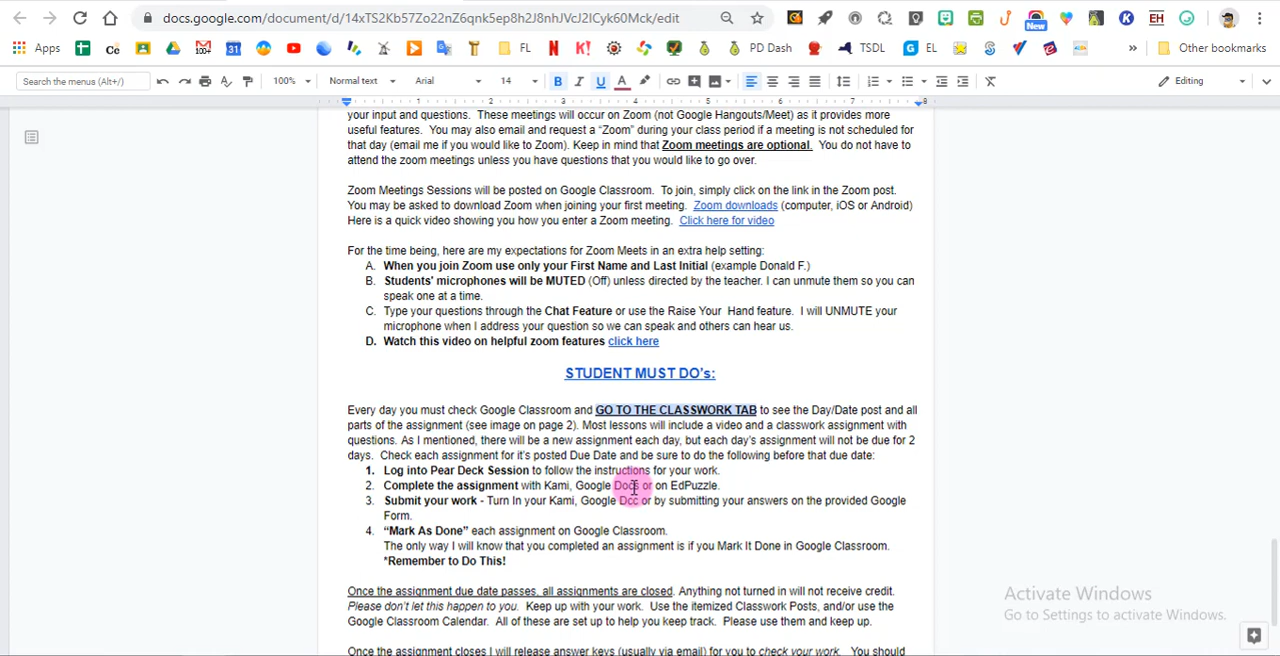 docs.google.com/document/d/14xTS2Kb57Zo22nZ6qnk5ep8h2J8nhJVcJ2ICyk60Mck/edit
New
Apps
FL
PD Dash
TSDL
EL
»
Other bookmarks
Search the menus (Alt+/)
100%
Normal text
Arial
14
B I U A
Editing
1 2 3 4 5 6 7 8
your input and questions.  These meetings will occur on Zoom (not Google Hangouts/Meet) as it provides more
useful features.  You may also email and request a “Zoom” during your class period if a meeting is not scheduled for
that day (email me if you would like to Zoom). Keep in mind that Zoom meetings are optional.  You do not have to
attend the zoom meetings unless you have questions that you would like to go over.
Zoom Meetings Sessions will be posted on Google Classroom.  To join, simply click on the link in the Zoom post.
You may be asked to download Zoom when joining your first meeting.  Zoom downloads (computer, iOS or Android)
Here is a quick video showing you how you enter a Zoom meeting.  Click here for video
For the time being, here are my expectations for Zoom Meets in an extra help setting:
A. When you join Zoom use only your First Name and Last Initial (example Donald F.)
B. Students' microphones will be MUTED (Off) unless directed by the teacher. I can unmute them so you can
speak one at a time.
C. Type your questions through the Chat Feature or use the Raise Your  Hand feature.  I will UNMUTE your
microphone when I address your question so we can speak and others can hear us.
D. Watch this video on helpful zoom features click here
STUDENT MUST DO's:
Every day you must check Google Classroom and GO TO THE CLASSWORK TAB to see the Day/Date post and all
parts of the assignment (see image on page 2).  Most lessons will include a video and a classwork assignment with
questions.  As I mentioned, there will be a new assignment each day, but each day's assignment will not be due for 2
days.  Check each assignment for it's posted Due Date and be sure to do the following before that due date:
1. Log into Pear Deck Session to follow the instructions for your work.
2. Complete the assignment with Kami, Google Docs or on EdPuzzle.
3. Submit your work - Turn In your Kami, Google Doc or by submitting your answers on the provided Google
Form.
4. “Mark As Done” each assignment on Google Classroom.
The only way I will know that you completed an assignment is if you Mark It Done in Google Classroom.
*Remember to Do This!
Once the assignment due date passes, all assignments are closed. Anything not turned in will not receive credit.
Please don't let this happen to you.  Keep up with your work.  Use the itemized Classwork Posts, and/or use the
Google Classroom Calendar.  All of these are set up to help you keep track.  Please use them and keep up.
Once the assignment closes I will release answer keys (usually via email) for you to check your work.  You should
Activate Windows
Go to Settings to activate Windows.